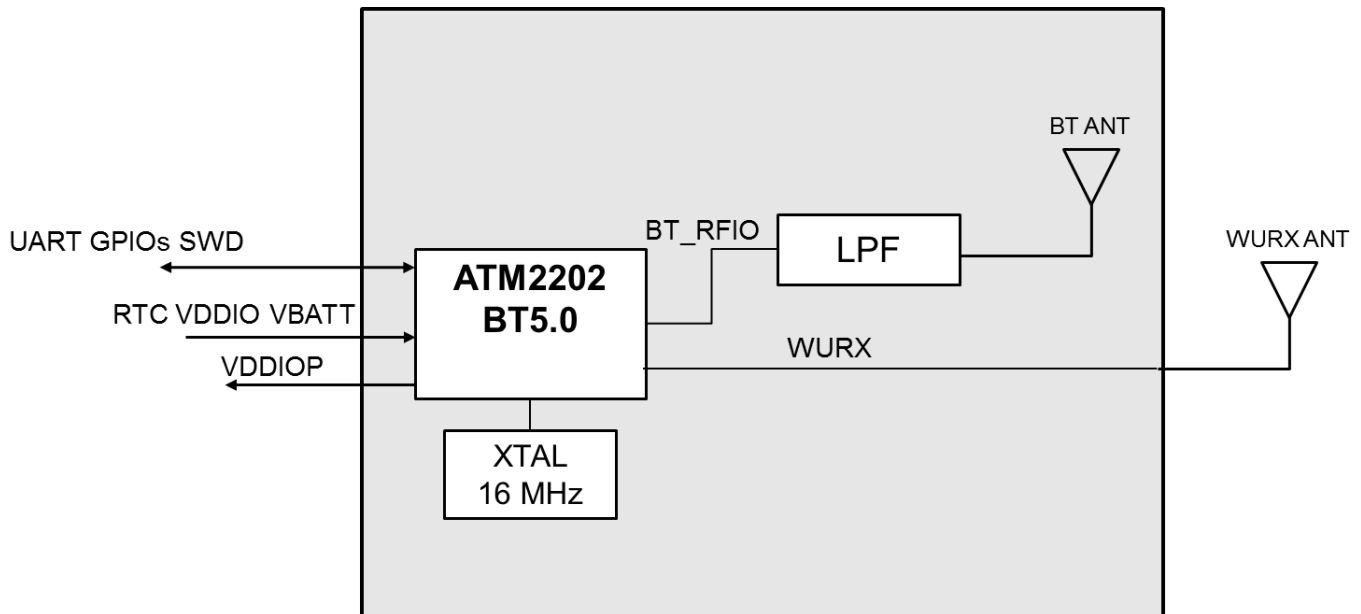 BT ANT
BT_RFIO
LPF
WURX ANT
UART GPIOs SWD
ATM2202
BT5.0
RTC VDDIO VBATT
WURX
VDDIOP
XTAL
16 MHz